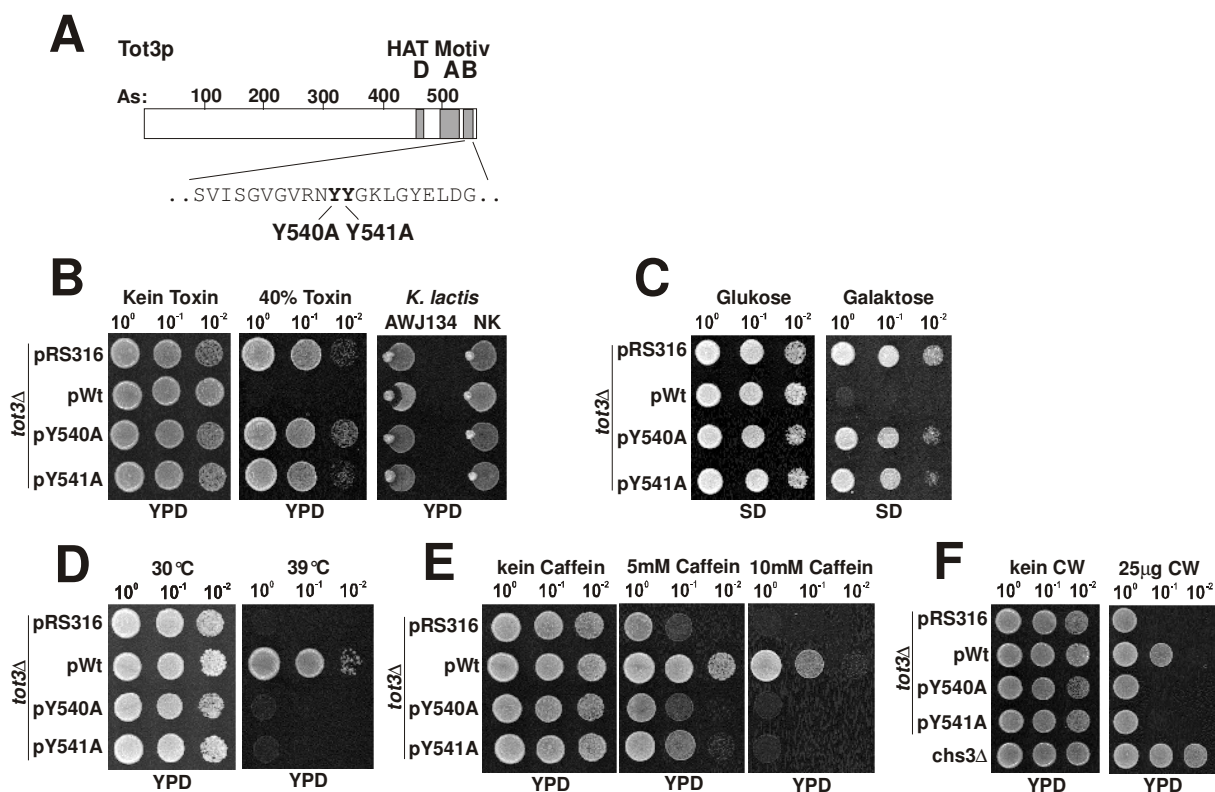 A
Tot3p
HAT Motiv
D A B
As: 100 200 300 400 500
..SVISGVGVRNYYGKLGYELDG..
Y540A Y541A
B
Kein Toxin 40% Toxin K. lactis
10⁰ 10⁻¹ 10⁻² 10⁰ 10⁻¹ 10⁻² AWJ134 NK
tot3Δ
pRS316
pWt
pY540A
pY541A
YPD YPD YPD
C
Glukose Galaktose
10⁰ 10⁻¹ 10⁻² 10⁰ 10⁻¹ 10⁻²
tot3Δ
pRS316
pWt
pY540A
pY541A
SD SD
D
30°C 39°C
10⁰ 10⁻¹ 10⁻² 10⁰ 10⁻¹ 10⁻²
tot3Δ
pRS316
pWt
pY540A
pY541A
YPD YPD
E
kein Caffein 5mM Caffein 10mM Caffein
10⁰ 10⁻¹ 10⁻² 10⁰ 10⁻¹ 10⁻² 10⁰ 10⁻¹ 10⁻²
tot3Δ
pRS316
pWt
pY540A
pY541A
YPD YPD YPD
F
kein CW 25µg CW
10⁰ 10⁻¹ 10⁻² 10⁰ 10⁻¹ 10⁻²
tot3Δ
pRS316
pWt
pY540A
pY541A
chs3Δ
YPD YPD